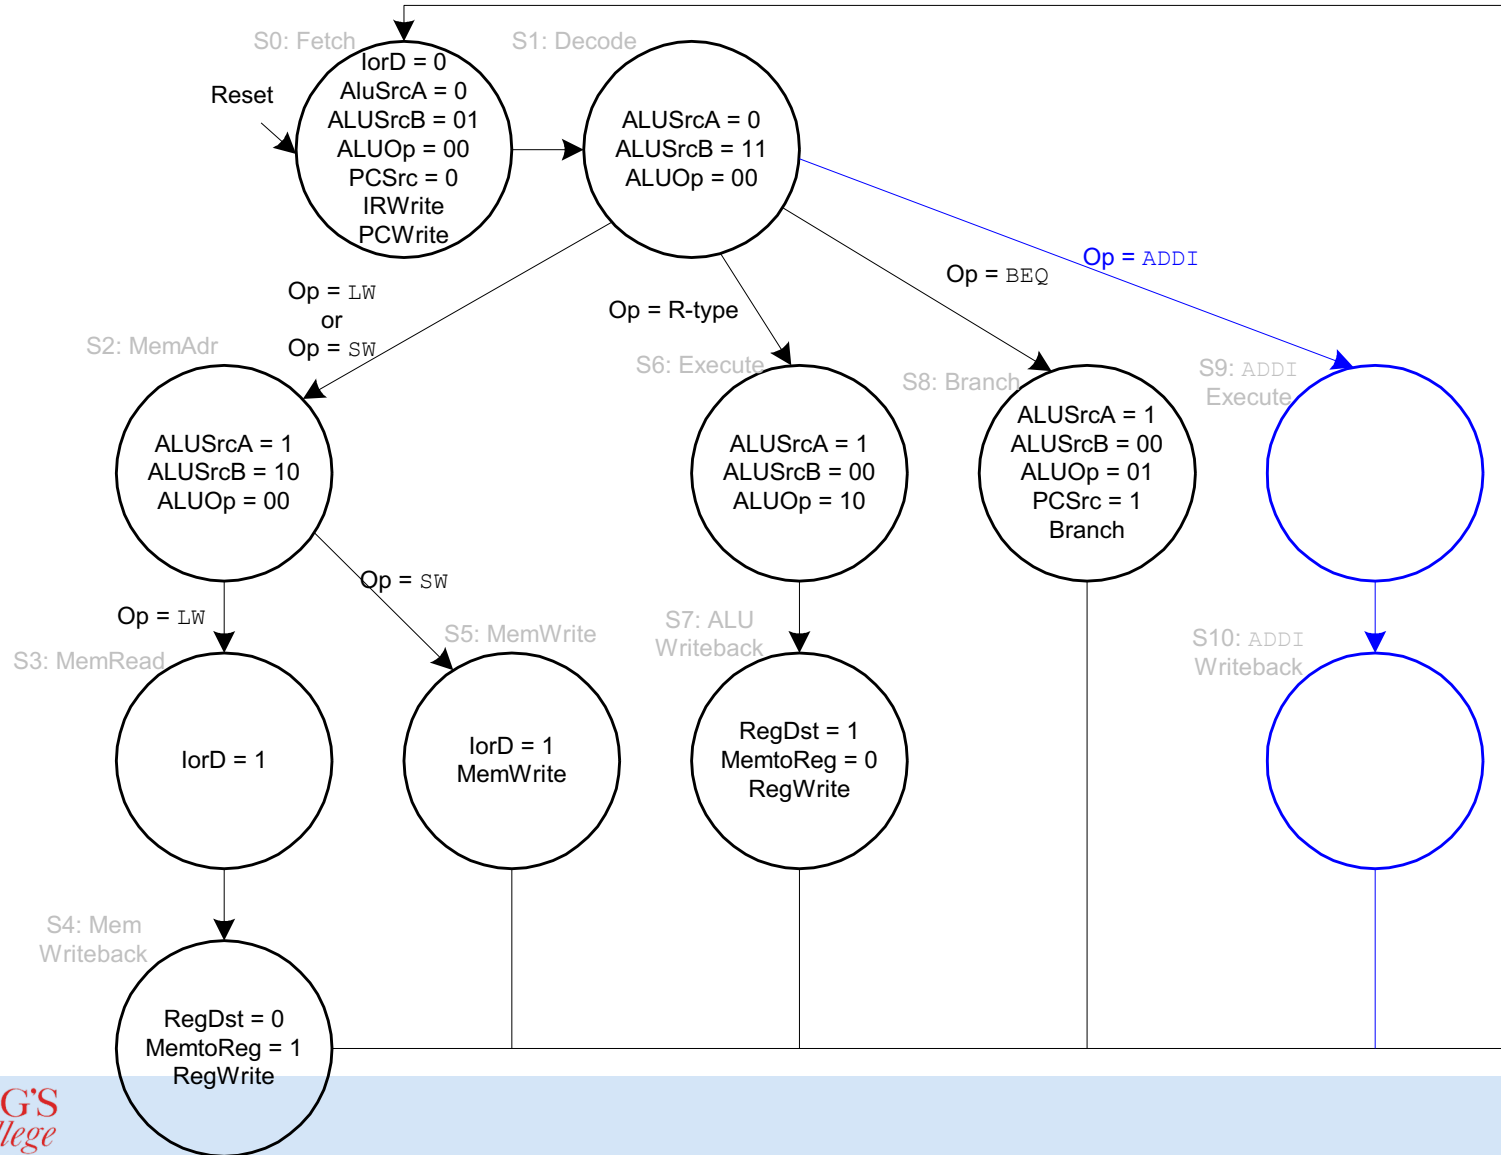 S0: Fetch
S1: Decode
Reset
IorD = 0
AluSrcA = 0
ALUSrcB = 01
ALUOp = 00
PCSrc = 0
IRWrite
PCWrite
ALUSrcA = 0
ALUSrcB = 11
ALUOp = 00
Op = LW
or
Op = SW
Op = R-type
Op = BEQ
Op = ADDI
S2: MemAdr
S6: Execute
S8: Branch
S9: ADDI
Execute
ALUSrcA = 1
ALUSrcB = 10
ALUOp = 00
ALUSrcA = 1
ALUSrcB = 00
ALUOp = 10
ALUSrcA = 1
ALUSrcB = 00
ALUOp = 01
PCSrc = 1
Branch
Op = LW
Op = SW
S3: MemRead
S5: MemWrite
S7: ALU
Writeback
S10: ADDI
Writeback
IorD = 1
IorD = 1
MemWrite
RegDst = 1
MemtoReg = 0
RegWrite
S4: Mem
Writeback
RegDst = 0
MemtoReg = 1
RegWrite
G'S
llege